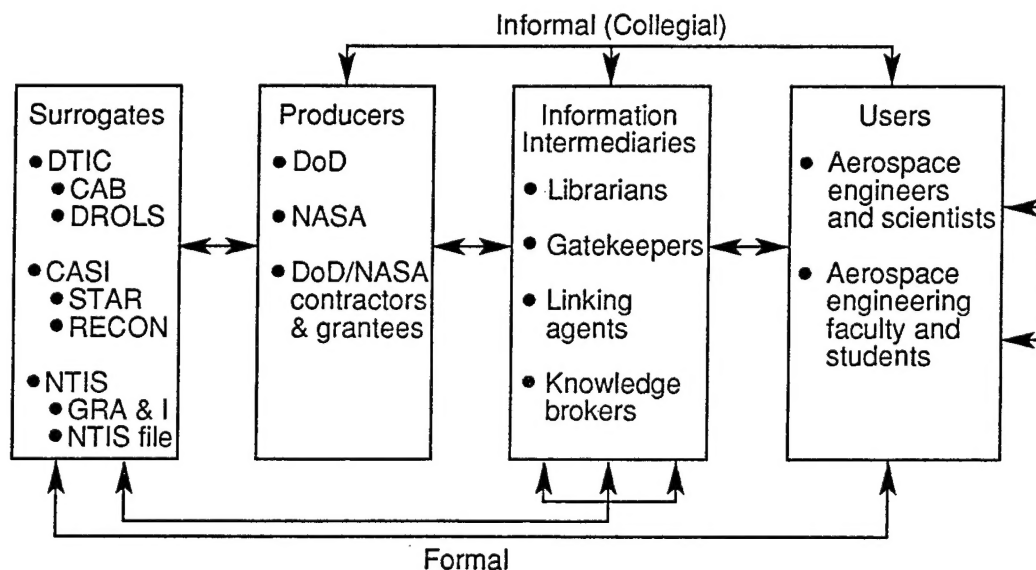 Informal (Collegial)
Surrogates
● DTIC
● CAB
● DROLS
● CASI
● STAR
● RECON
● NTIS
● GRA & I
● NTIS file
Producers
● DoD
● NASA
● DoD/NASA
contractors
& grantees
Information
Intermediaries
● Librarians
● Gatekeepers
● Linking
agents
● Knowledge
brokers
Users
● Aerospace
engineers
and scientists
● Aerospace
engineering
faculty and
students
Formal